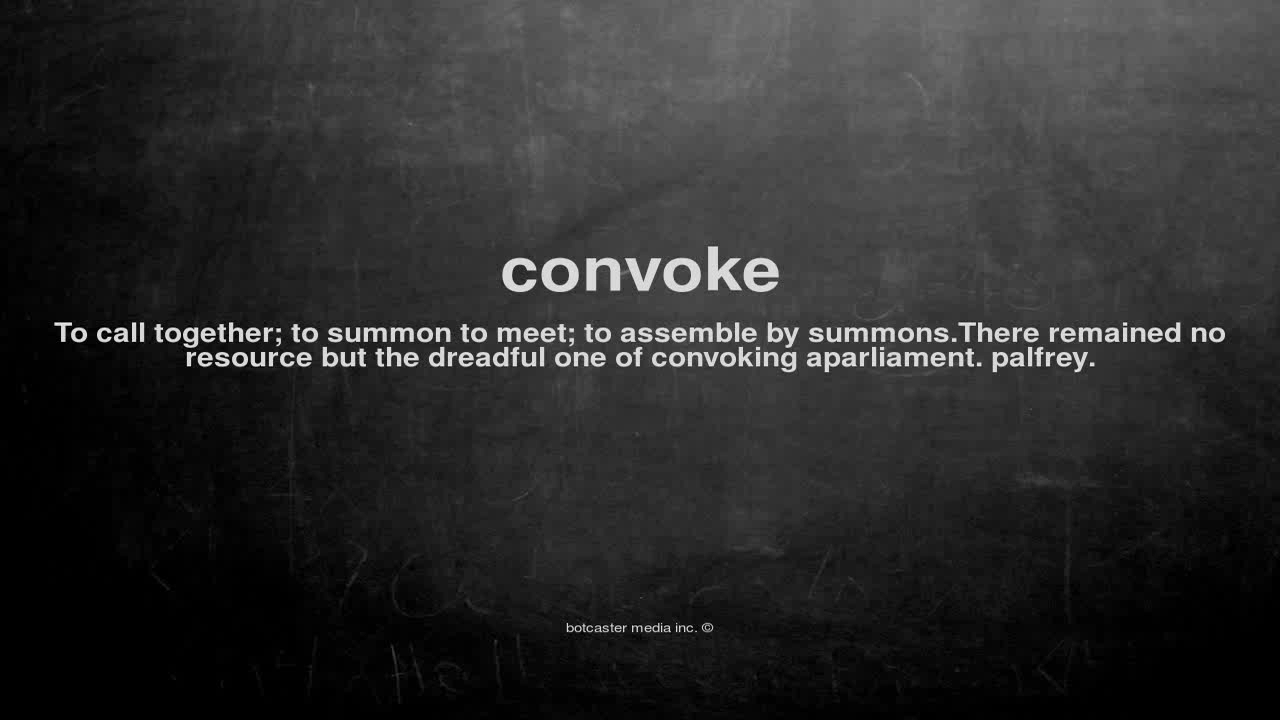 convoke
To call together; to summon to meet; to assemble by summons.There remained no
resource but the dreadful one of convoking aparliament. palfrey.
botcaster media inc. ©